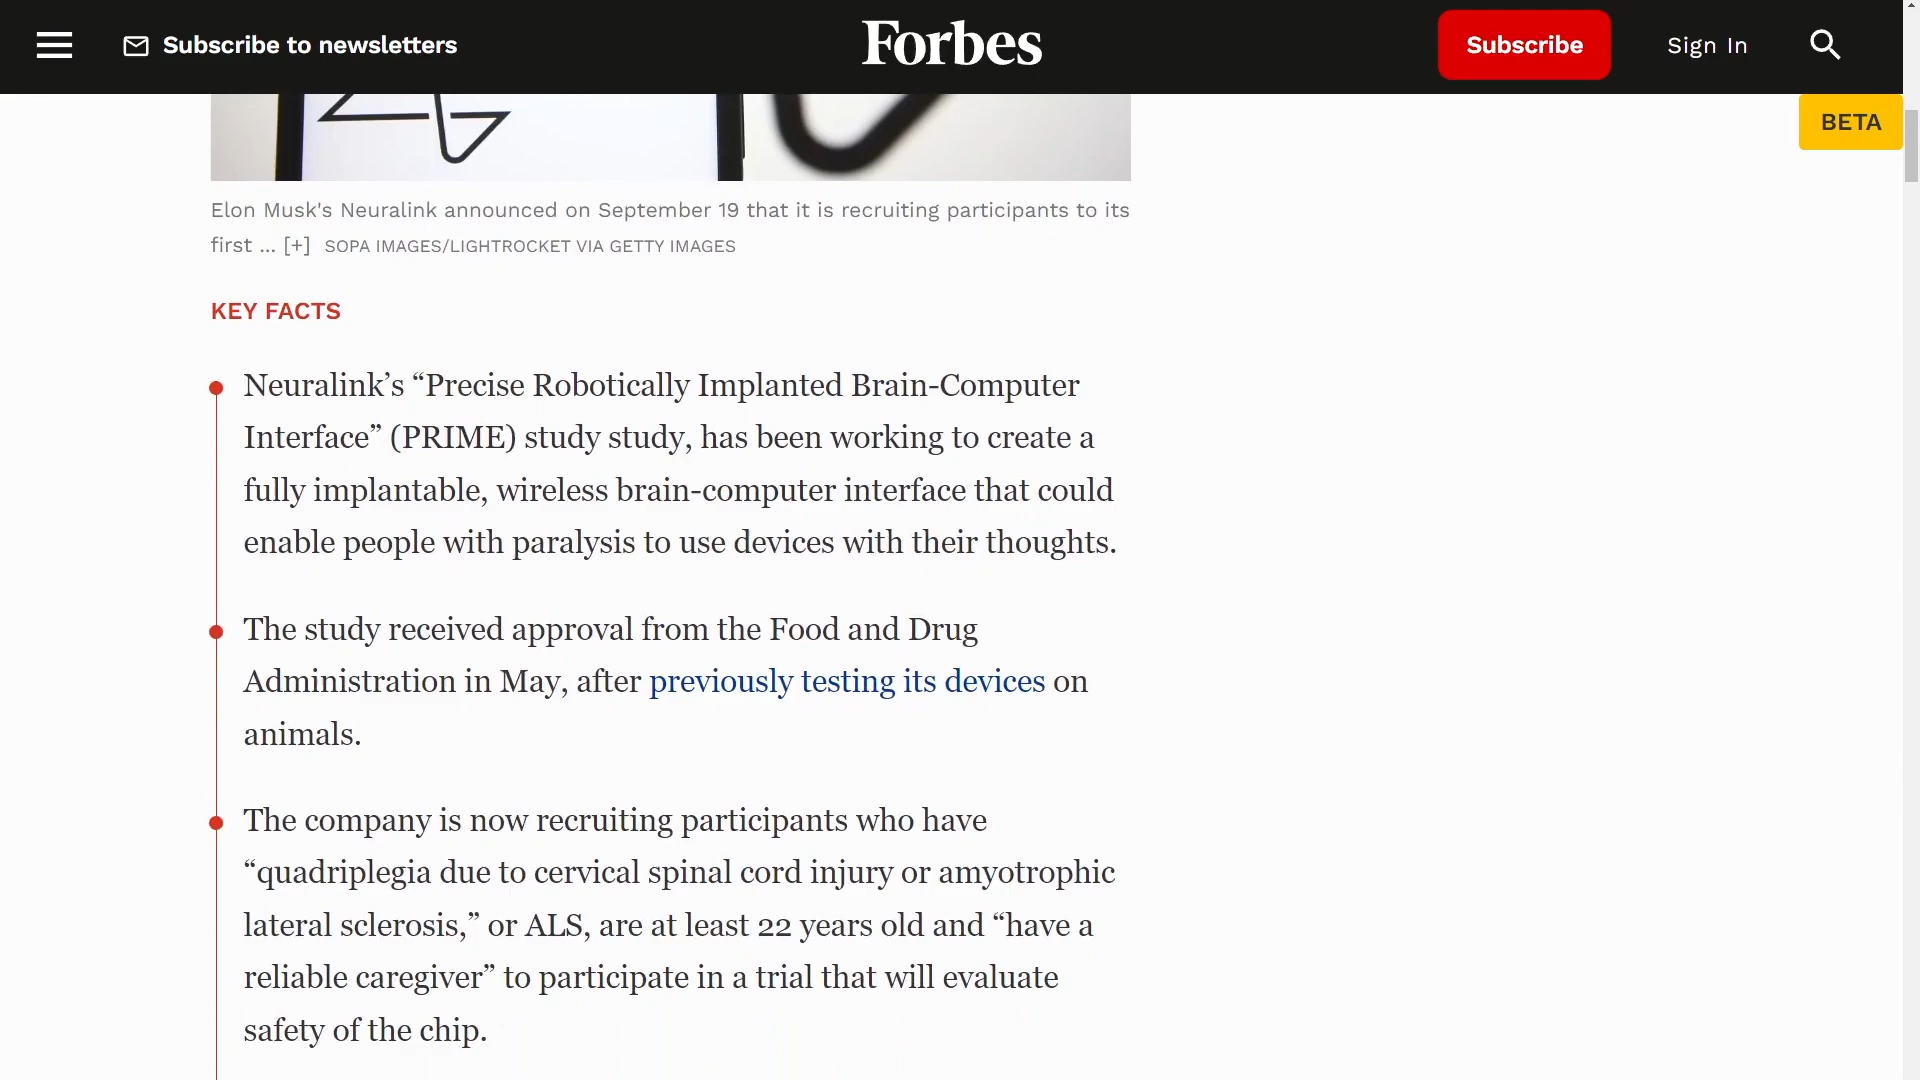 Subscribe to newsletters
Forbes
Subscribe
Sign In
BETA
Elon Musk's Neuralink announced on September 19 that it is recruiting participants to its
first ... [+] SOPA IMAGES/LIGHTROCKET VIA GETTY IMAGES
KEY FACTS
Neuralink’s “Precise Robotically Implanted Brain-Computer
Interface” (PRIME) study study, has been working to create a
fully implantable, wireless brain-computer interface that could
enable people with paralysis to use devices with their thoughts.
The study received approval from the Food and Drug
Administration in May, after previously testing its devices on
animals.
The company is now recruiting participants who have
“quadriplegia due to cervical spinal cord injury or amyotrophic
lateral sclerosis,” or ALS, are at least 22 years old and “have a
reliable caregiver” to participate in a trial that will evaluate
safety of the chip.